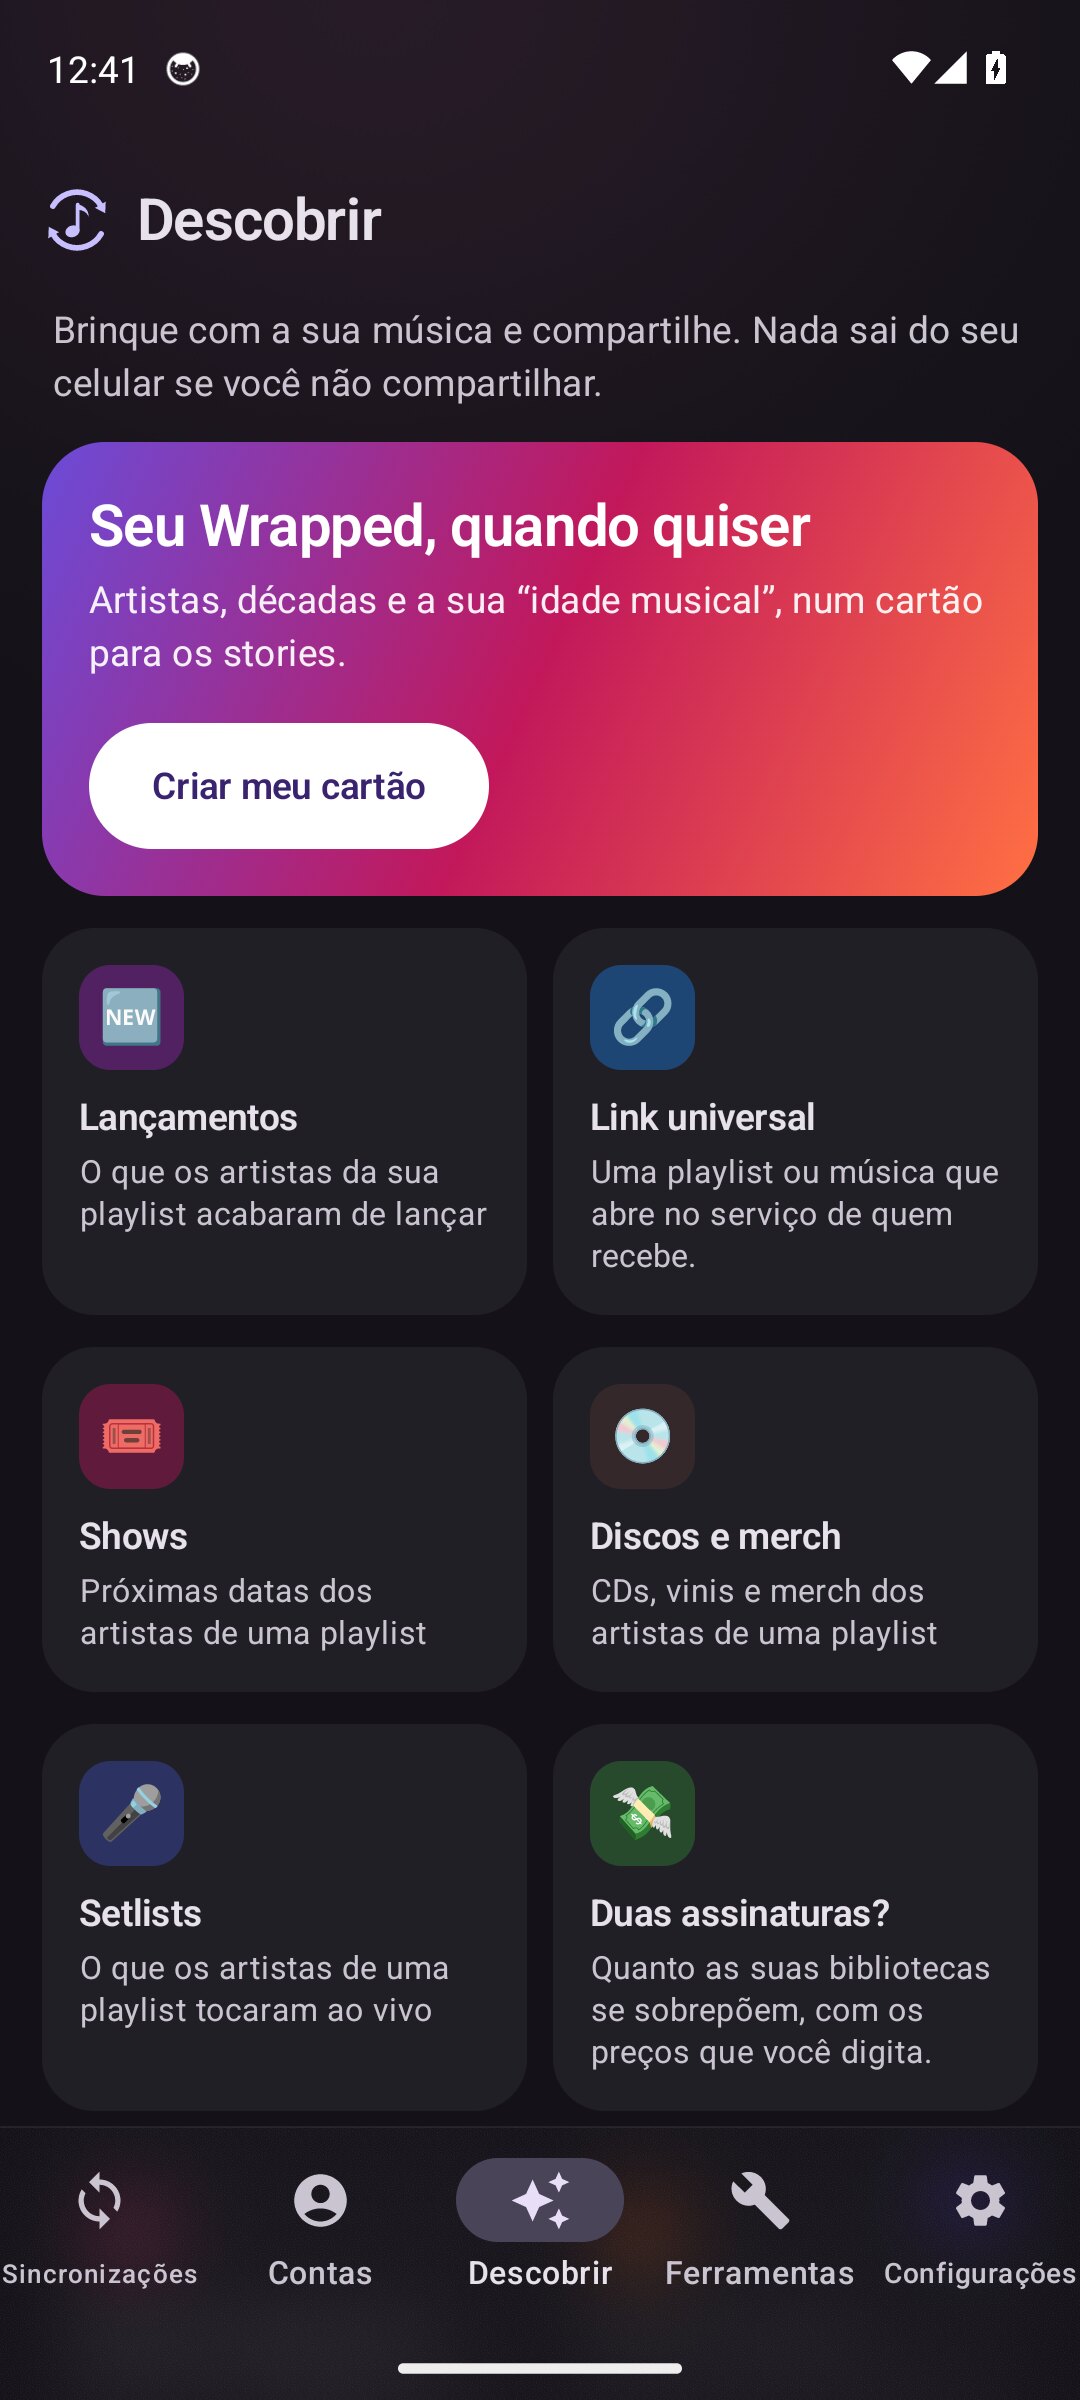 12:41
Descobrir
Brinque com a sua música e compartilhe. Nada sai do seu
celular se você não compartilhar.
Seu Wrapped, quando quiser
Artistas, décadas e a sua “idade musical”, num cartão
para os stories.
Criar meu cartão
NEW
Lançamentos
O que os artistas da sua
playlist acabaram de lançar
Link universal
Uma playlist ou música que
abre no serviço de quem
recebe.
Shows
Próximas datas dos
artistas de uma playlist
Discos e merch
CDs, vinis e merch dos
artistas de uma playlist
Setlists
O que os artistas de uma
playlist tocaram ao vivo
Duas assinaturas?
Quanto as suas bibliotecas
se sobrepõem, com os
preços que você digita.
Sincronizações
Contas
Descobrir
Ferramentas
Configurações